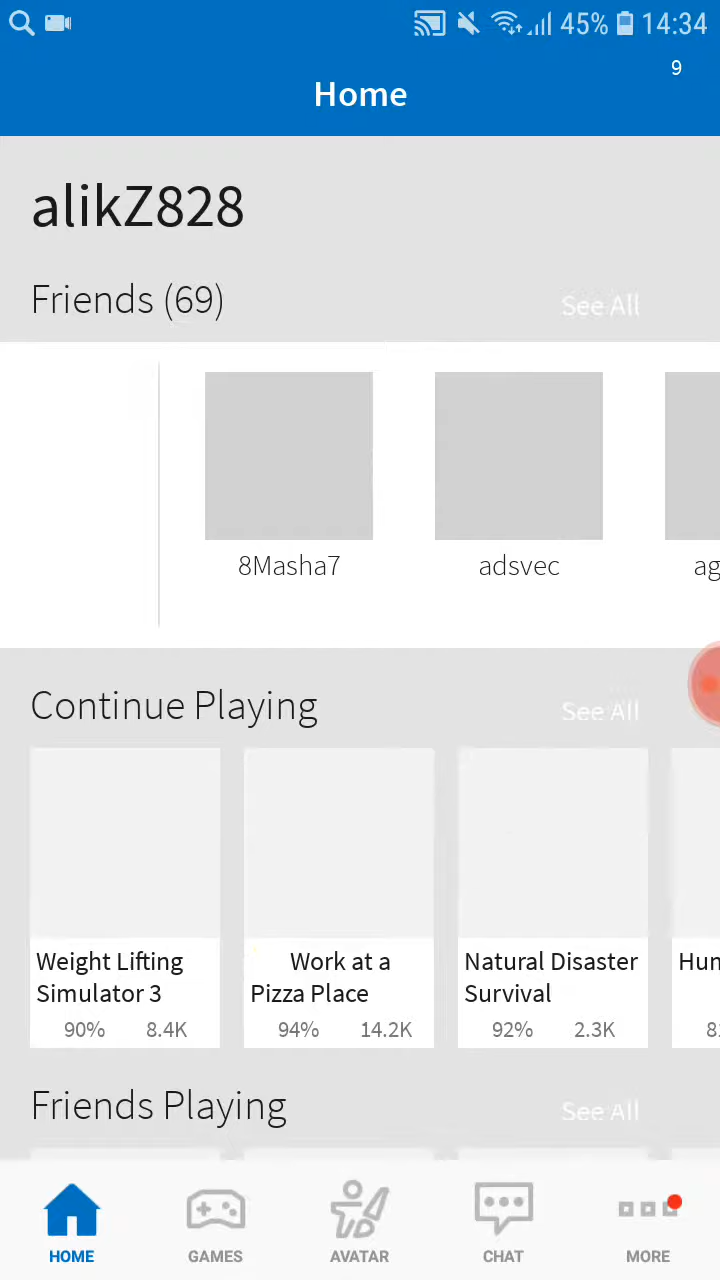 45% 14:34
9
Home
alikZ828
Friends (69)
See All
8Masha7
adsvec
ag
Continue Playing
See All
Weight Lifting
Simulator 3
90% 8.4K
Work at a
Pizza Place
94% 14.2K
Natural Disaster
Survival
92% 2.3K
Hun
Friends Playing
See All
HOME
GAMES
AVATAR
CHAT
MORE